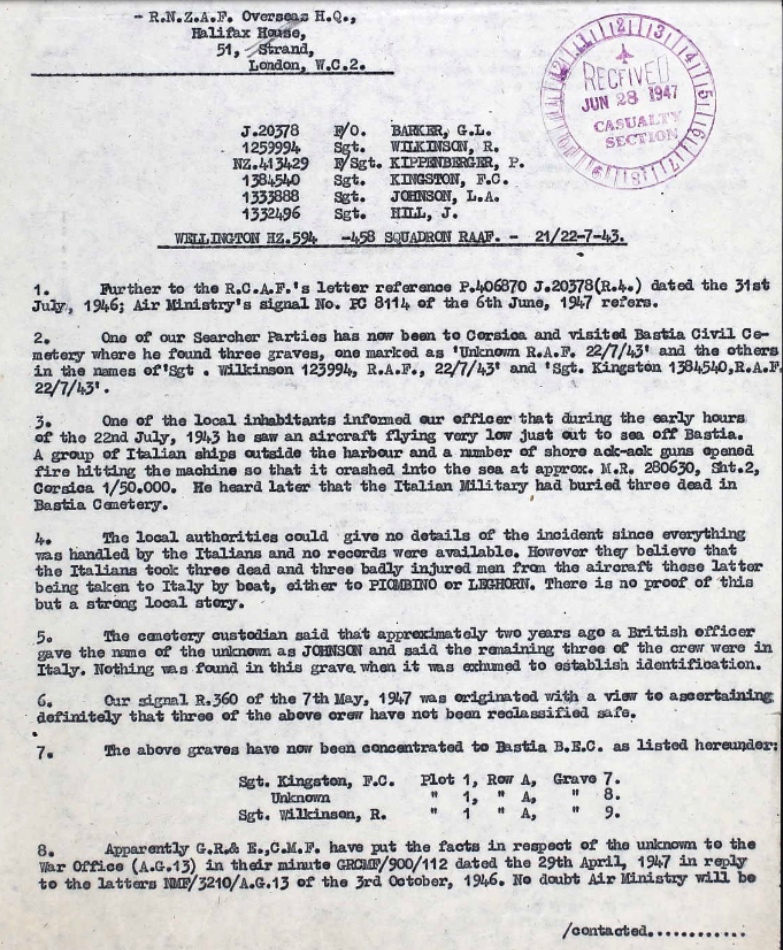 - R.N.Z.A.F. Overseas H.Q.,
Halifax House,
51, Strand,
London, W.C.2.
RECEIVED
JUN 28 1947
CASUALTY
SECTION
J.20378 F/O. BARKER, G.L.
1259994 Sgt. WILKINSON, R.
NZ.413429 F/Sgt. KIPPENBERGER, P.
1384540 Sgt. KINGSTON, F.C.
1333888 Sgt. JOHNSON, L.A.
1332496 Sgt. HILL, J.
WELLINGTON HZ.594 -458 SQUADRON RAAF. - 21/22-7-43.
1. Further to the R.C.A.F.'s letter reference P.406870 J.20378(R.4.) dated the 31st
July, 1946; Air Ministry's signal No. PC 8114 of the 6th June, 1947 refers.
2. One of our Searcher Parties has now been to Corsica and visited Bastia Civil Ce-
metery where he found three graves, one marked as 'Unknown R.A.F. 22/7/43' and the others
in the names of 'Sgt . Wilkinson 123994, R.A.F., 22/7/43' and 'Sgt. Kingston 1384540,R.A.F.
22/7/43'.
3. One of the local inhabitants informed our officer that during the early hours
of the 22nd July, 1943 he saw an aircraft flying very low just out to sea off Bastia.
A group of Italian ships outside the harbour and a number of shore ack-ack guns opened
fire hitting the machine so that it crashed into the sea at approx. M.R. 280630, Sht.2,
Corsica 1/50.000. He heard later that the Italian Military had buried three dead in
Bastia Cemetery.
4. The local authorities could give no details of the incident since everything
was handled by the Italians and no records were available. However they believe that
the Italians took three dead and three badly injured men from the aircraft these latter
being taken to Italy by boat, either to PIOMBINO or LEGHORN. There is no proof of this
but a strong local story.
5. The cemetery custodian said that approximately two years ago a British officer
gave the name of the unknown as JOHNSON and said the remaining three of the crew were in
Italy. Nothing was found in this grave when it was exhumed to establish identification.
6. Our signal R.360 of the 7th May, 1947 was originated with a view to ascertaining
definitely that three of the above crew have not been reclassified safe.
7. The above graves have now been concentrated to Bastia B.E.C. as listed hereunder:
Sgt. Kingston, F.C. Plot 1, Row A, Grave 7.
Unknown " 1, " A, " 8.
Sgt. Wilkinson, R. " 1 " A, " 9.
8. Apparently G.R.& E.,C.M.F. have put the facts in respect of the unknown to the
War Office (A.G.13) in their minute GRCMF/900/112 dated the 29th April, 1947 in reply
to the latters NMF/3210/A.G.13 of the 3rd October, 1946. No doubt Air Ministry will be
/contacted............